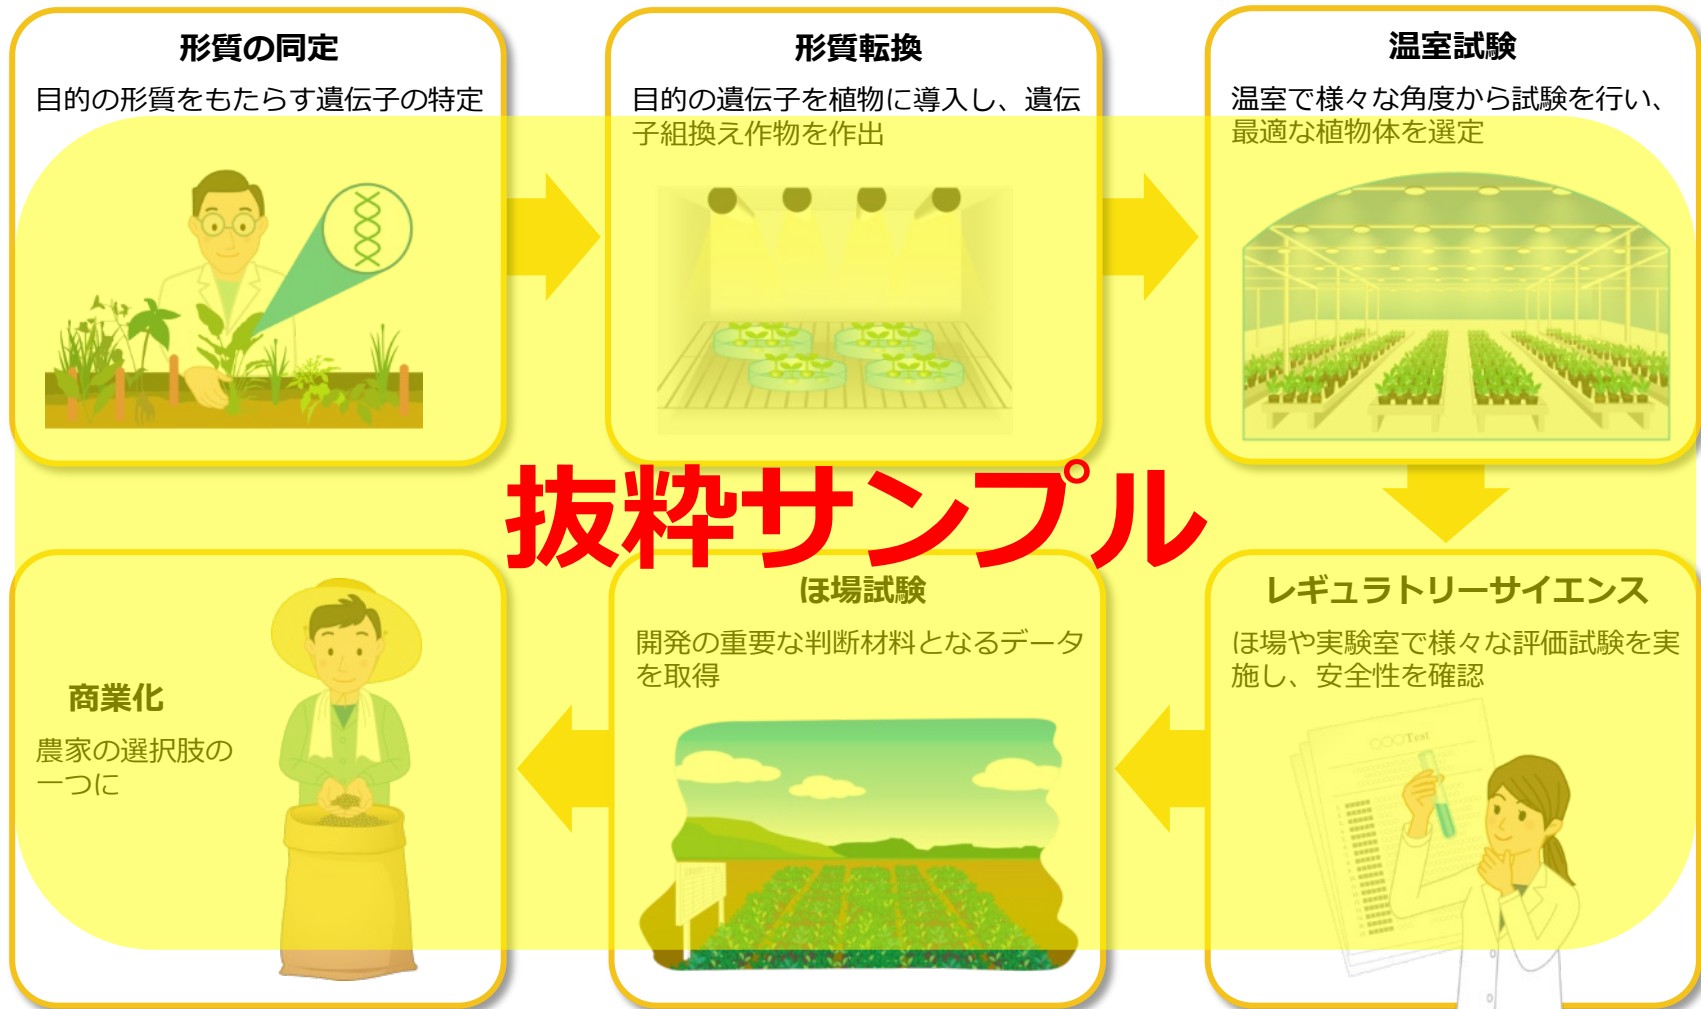 形質の同定
目的の形質をもたらす遺伝子の特定
形質転換
目的の遺伝子を植物に導入し、遺伝
子組換え作物を作出
温室試験
温室で様々な角度から試験を行い、
最適な植物体を選定
抜粋サンプル
レギュラトリーサイエンス
ほ場や実験室で様々な評価試験を実
施し、安全性を確認
○○○Test
ほ場試験
開発の重要な判断材料となるデータ
を取得
商業化
農家の選択肢の
一つに